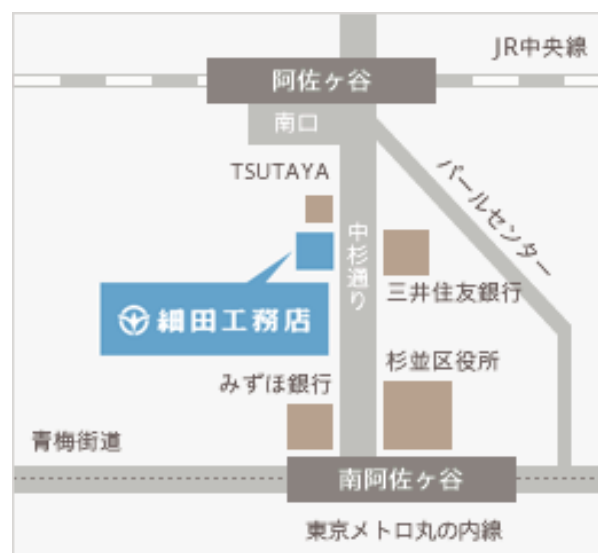 JR中央線
阿佐ヶ谷
南口
TSUTAYA
パールセンター
中杉通り
三井住友銀行
細田工務店
杉並区役所
みずほ銀行
青梅街道
南阿佐ヶ谷
東京メトロ丸の内線